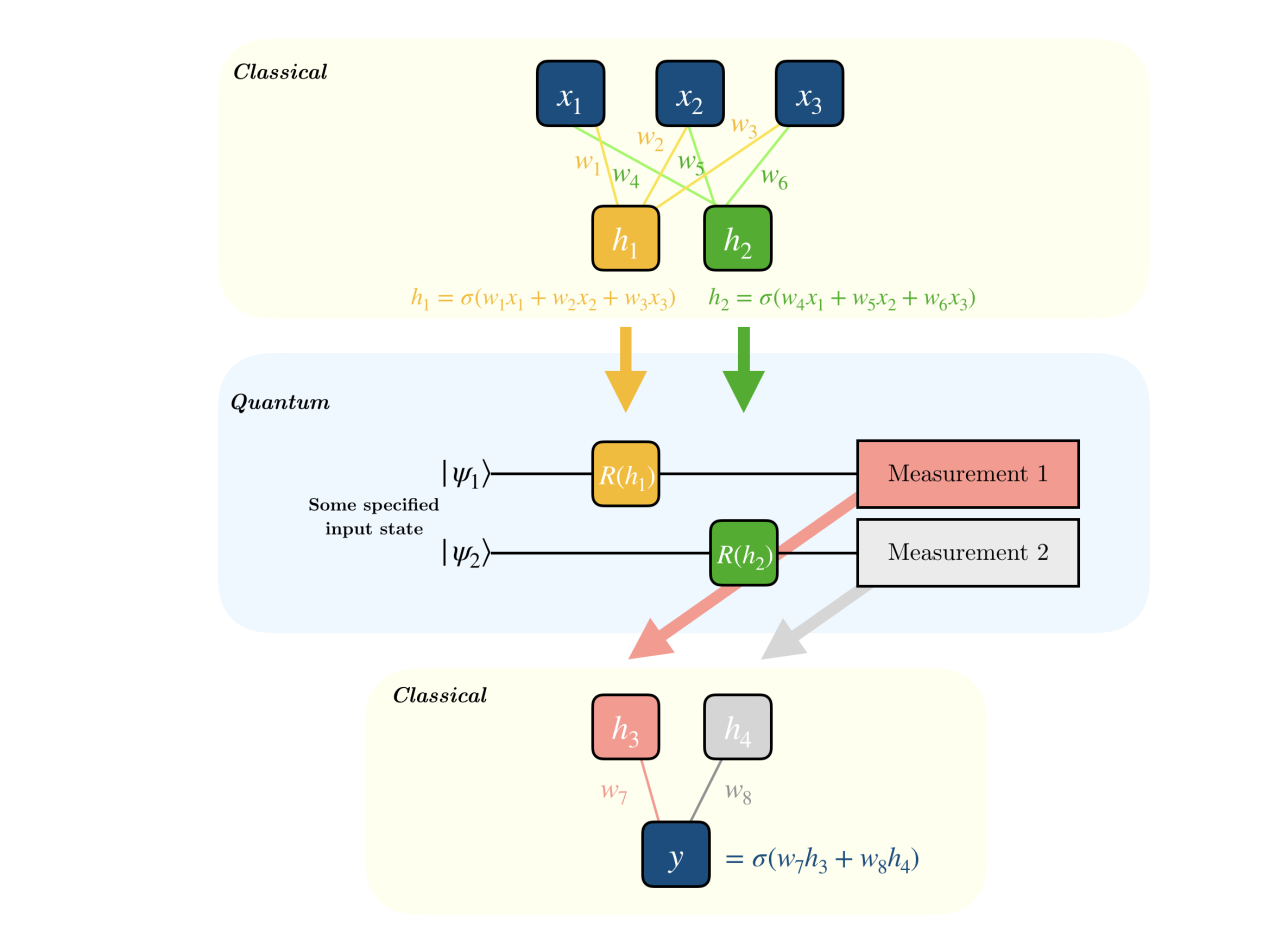 Classical
x₁ x₂ x₃
w₁ w₄ w₂ w₅ w₃ w₆
h₁ h₂
h₁ = σ(w₁x₁ + w₂x₂ + w₃x₃) h₂ = σ(w₄x₁ + w₅x₂ + w₆x₃)
Quantum
|ψ₁⟩ R(h₁) Measurement 1
Some specified
input state
|ψ₂⟩ R(h₂) Measurement 2
Classical
h₃ h₄
w₇ w₈
y = σ(w₇h₃ + w₈h₄)